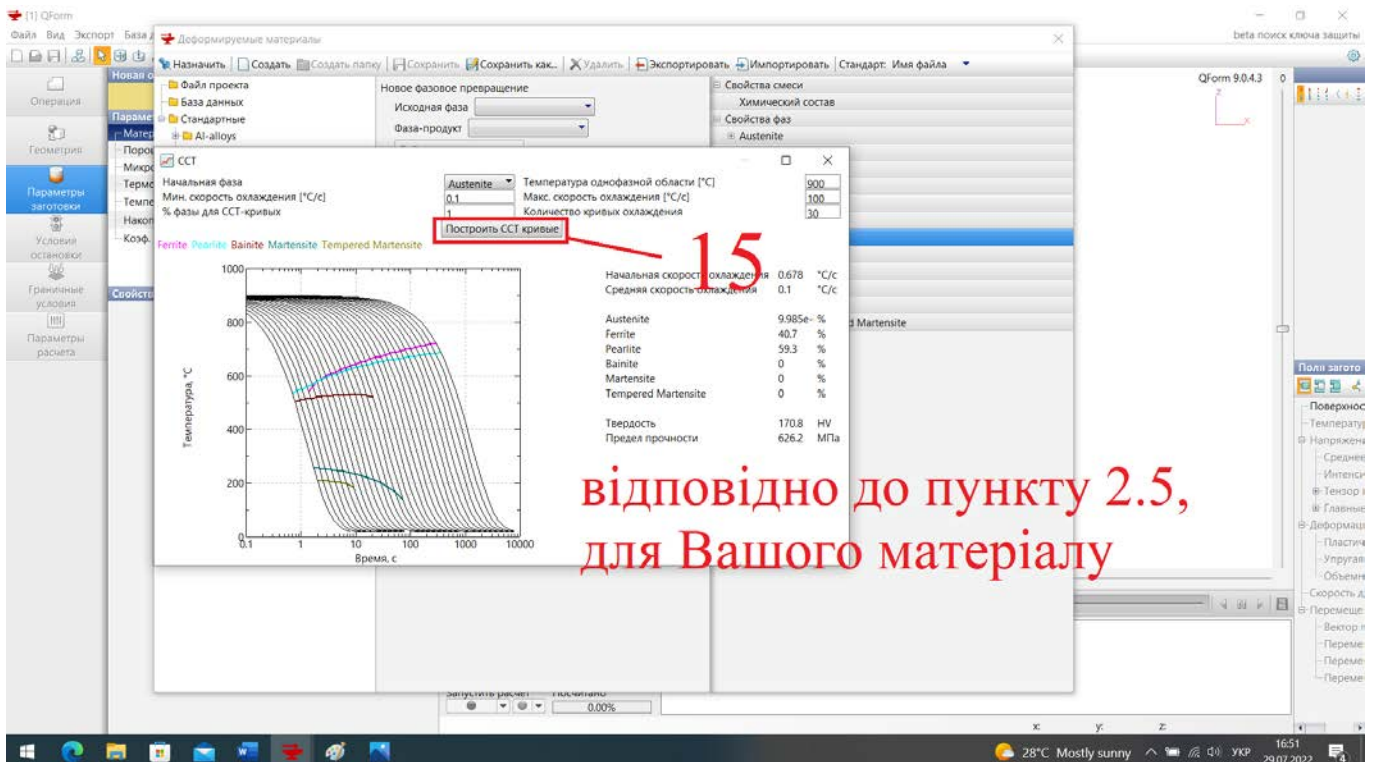 [1] QForm
Файл Вид Экспорт База
beta поиск ключа защиты
Деформируемые материалы
Назначить Создать Создать папку Сохранить Сохранить как... Удалить Экспортировать Импортировать Стандарт: Имя файла
Новая
Файл проекта
База данных
Стандартные
Al-alloys
Новое фазовое превращение
Исходная фаза
Фаза-продукт
Свойства смеси
Химический состав
Свойства фаз
Austenite
QForm 9.0.4.3
0
z
x
Операция
Геометрия
Параметры
заготовки
Условия
остановки
Граничные
условия
Параметры
расчета
CCT
Начальная фаза Austenite Температура однофазной области [°C] 900
Мин. скорость охлаждения [°C/c] 0.1 Макс. скорость охлаждения [°C/c] 100
% фазы для CCT-кривых 1 Количество кривых охлаждения 30
Построить CCT кривые
15
Ferrite Pearlite Bainite Martensite Tempered Martensite
Температура, °C
1000
800
600
400
200
0
0.1 1 10 100 1000 10000
Время, с
Начальная скорость охлаждения 0.678 °C/c
Средняя скорость охлаждения 0.1 °C/c
Austenite 9.985e- %
Ferrite 40.7 %
Pearlite 59.3 %
Bainite 0 %
Martensite 0 %
Tempered Martensite 0 %
Твердость 170.8 HV
Предел прочности 626.2 МПа
Martensite
відповідно до пункту 2.5,
для Вашого матеріалу
Поля загото
Поверхнос
Температур
Напряжени
Среднее
Интенси
Тензор
Главные
Деформаци
Пластиче
Упругая
Объемн
Скорость д
Перемеще
Вектор п
Переме
Переме
Переме
Запустить расчет Посчитано
0.00%
x: y: z:
28°C Mostly sunny
УКР
16:51
29.07.2022
4